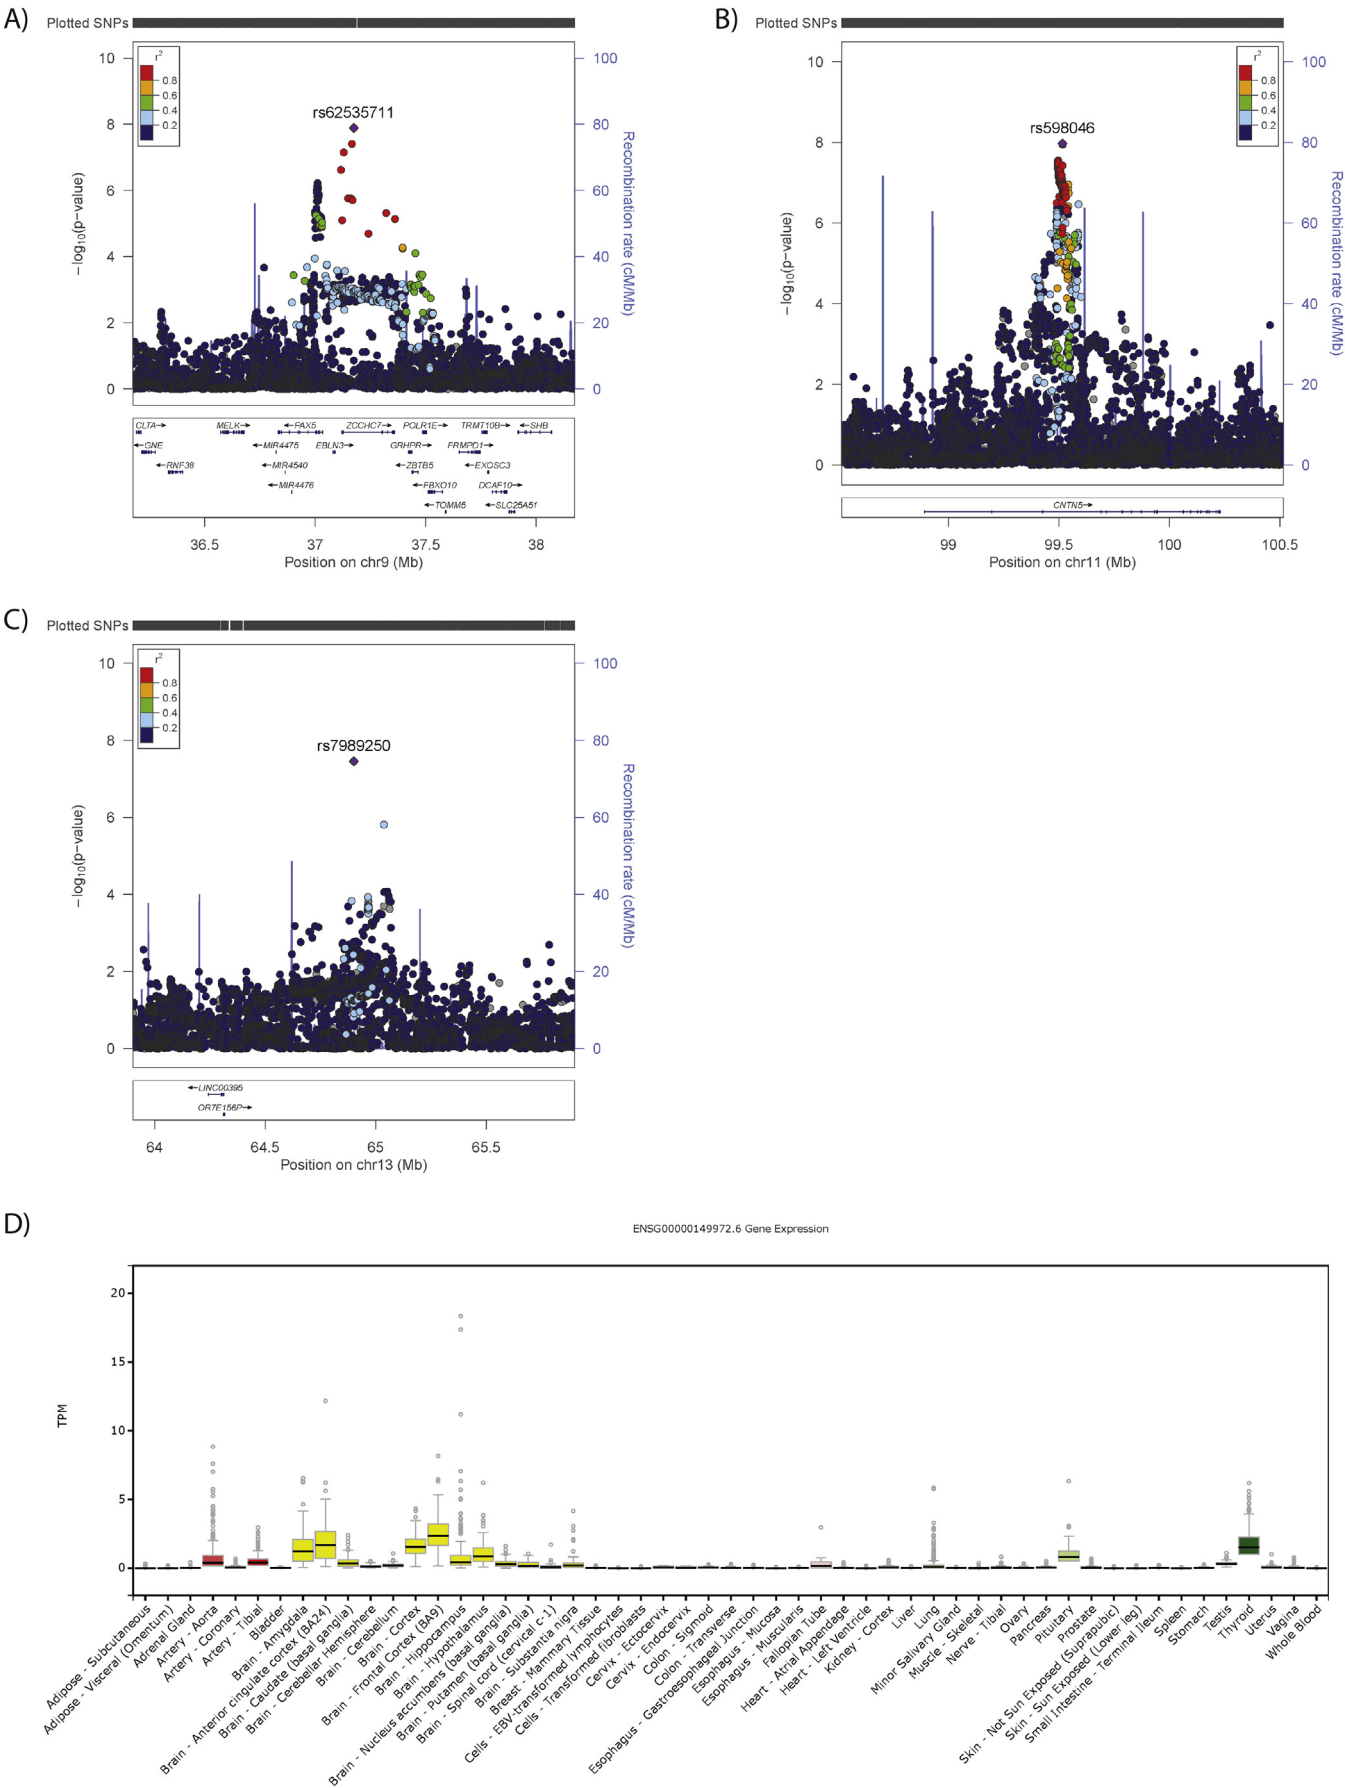 A)
Plotted SNPs
r2
0.8
0.6
0.4
0.2
rs62535711
10
8
6
4
2
0
−log10(p−value)
100
80
60
40
20
0
Recombination rate (cM/Mb)
CLTA→
MELK←
←PAX5
ZCCHC7→
POLR1E→
TRMT10B→
←SHB
←GNE
←MIR4475
EBLN3→
GRHPR→
FRMPD1→
←RNF38
←MIR4540
←ZBTB5
←EXOSC3
←MIR4476
←FBXO10
DCAF10→
←TOMM5
←SLC25A51
36.5
37
37.5
38
Position on chr9 (Mb)
B)
Plotted SNPs
r2
0.8
0.6
0.4
0.2
rs598046
10
8
6
4
2
0
−log10(p−value)
100
80
60
40
20
0
Recombination rate (cM/Mb)
CNTN5→
99
99.5
100
100.5
Position on chr11 (Mb)
C)
Plotted SNPs
r2
0.8
0.6
0.4
0.2
rs7989250
10
8
6
4
2
0
−log10(p−value)
100
80
60
40
20
0
Recombination rate (cM/Mb)
←LINC00395
OR7E156P→
64
64.5
65
65.5
Position on chr13 (Mb)
D)
ENSG00000149972.6 Gene Expression
TPM
20
15
10
5
0
Adipose - Subcutaneous
Adipose - Visceral (Omentum)
Adrenal Gland
Artery - Aorta
Artery - Coronary
Artery - Tibial
Bladder
Brain - Amygdala
Brain - Anterior cingulate cortex (BA24)
Brain - Caudate (basal ganglia)
Brain - Cerebellar Hemisphere
Brain - Cerebellum
Brain - Cortex
Brain - Frontal Cortex (BA9)
Brain - Hippocampus
Brain - Hypothalamus
Brain - Nucleus accumbens (basal ganglia)
Brain - Putamen (basal ganglia)
Brain - Spinal cord (cervical c-1)
Brain - Substantia nigra
Breast - Mammary Tissue
Cells - EBV-transformed lymphocytes
Cells - Transformed fibroblasts
Cervix - Ectocervix
Cervix - Endocervix
Colon - Sigmoid
Colon - Transverse
Esophagus - Gastroesophageal Junction
Esophagus - Mucosa
Esophagus - Muscularis
Fallopian Tube
Heart - Atrial Appendage
Heart - Left Ventricle
Kidney - Cortex
Liver
Lung
Minor Salivary Gland
Muscle - Skeletal
Nerve - Tibial
Ovary
Pancreas
Pituitary
Prostate
Skin - Not Sun Exposed (Suprapubic)
Skin - Sun Exposed (Lower leg)
Small Intestine - Terminal Ileum
Spleen
Stomach
Testis
Thyroid
Uterus
Vagina
Whole Blood